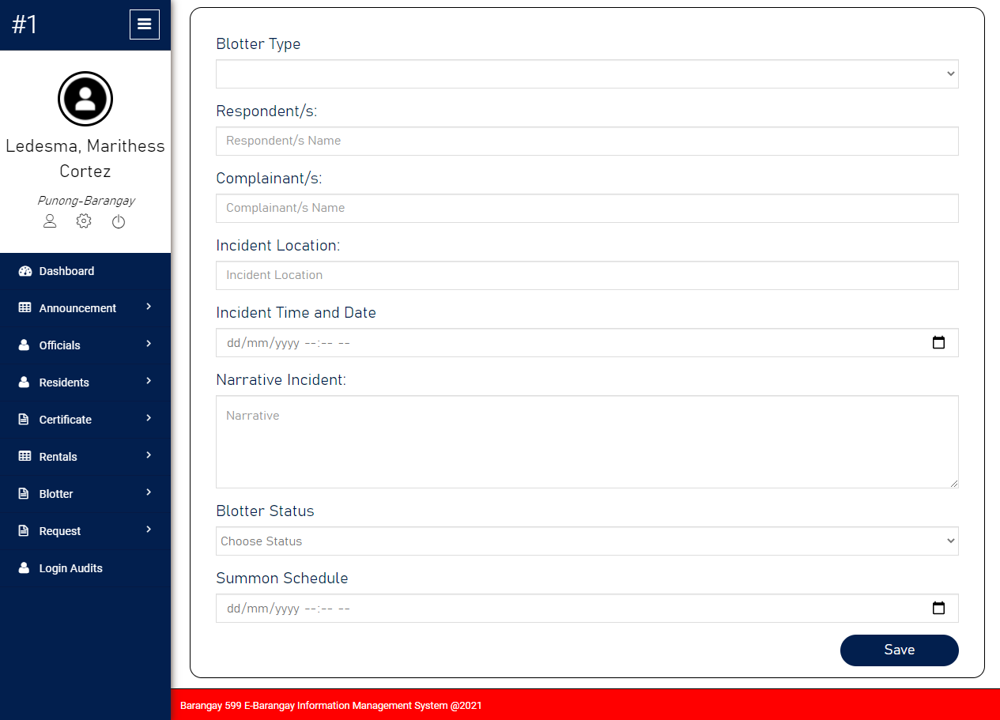 #1
Ledesma, Marithess
Cortez
Punong-Barangay
Dashboard
Announcement
Officials
Residents
Certificate
Rentals
Blotter
Request
Login Audits
Blotter Type
Respondent/s:
Respondent/s Name
Complainant/s:
Complainant/s Name
Incident Location:
Incident Location
Incident Time and Date
dd/mm/yyyy --:-- --
Narrative Incident:
Narrative
Blotter Status
Choose Status
Summon Schedule
dd/mm/yyyy --:-- --
Save
Barangay 599 E-Barangay Information Management System @2021